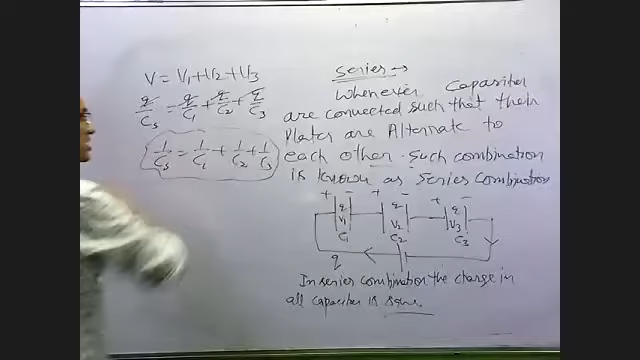 V = V1 + V2 + V3
q/Cs = q/C1 + q/C2 + q/C3
1/Cs = 1/C1 + 1/C2 + 1/C3
Series →
Whenever Capacitor
are connected such that their
Plates are Alternate to
each other. Such combination
is known as Series Combination
+ - + - + -
q q q
V1 V2 V3
C1 C2 C3
q
In series combination the charge in
all capacitor is same.